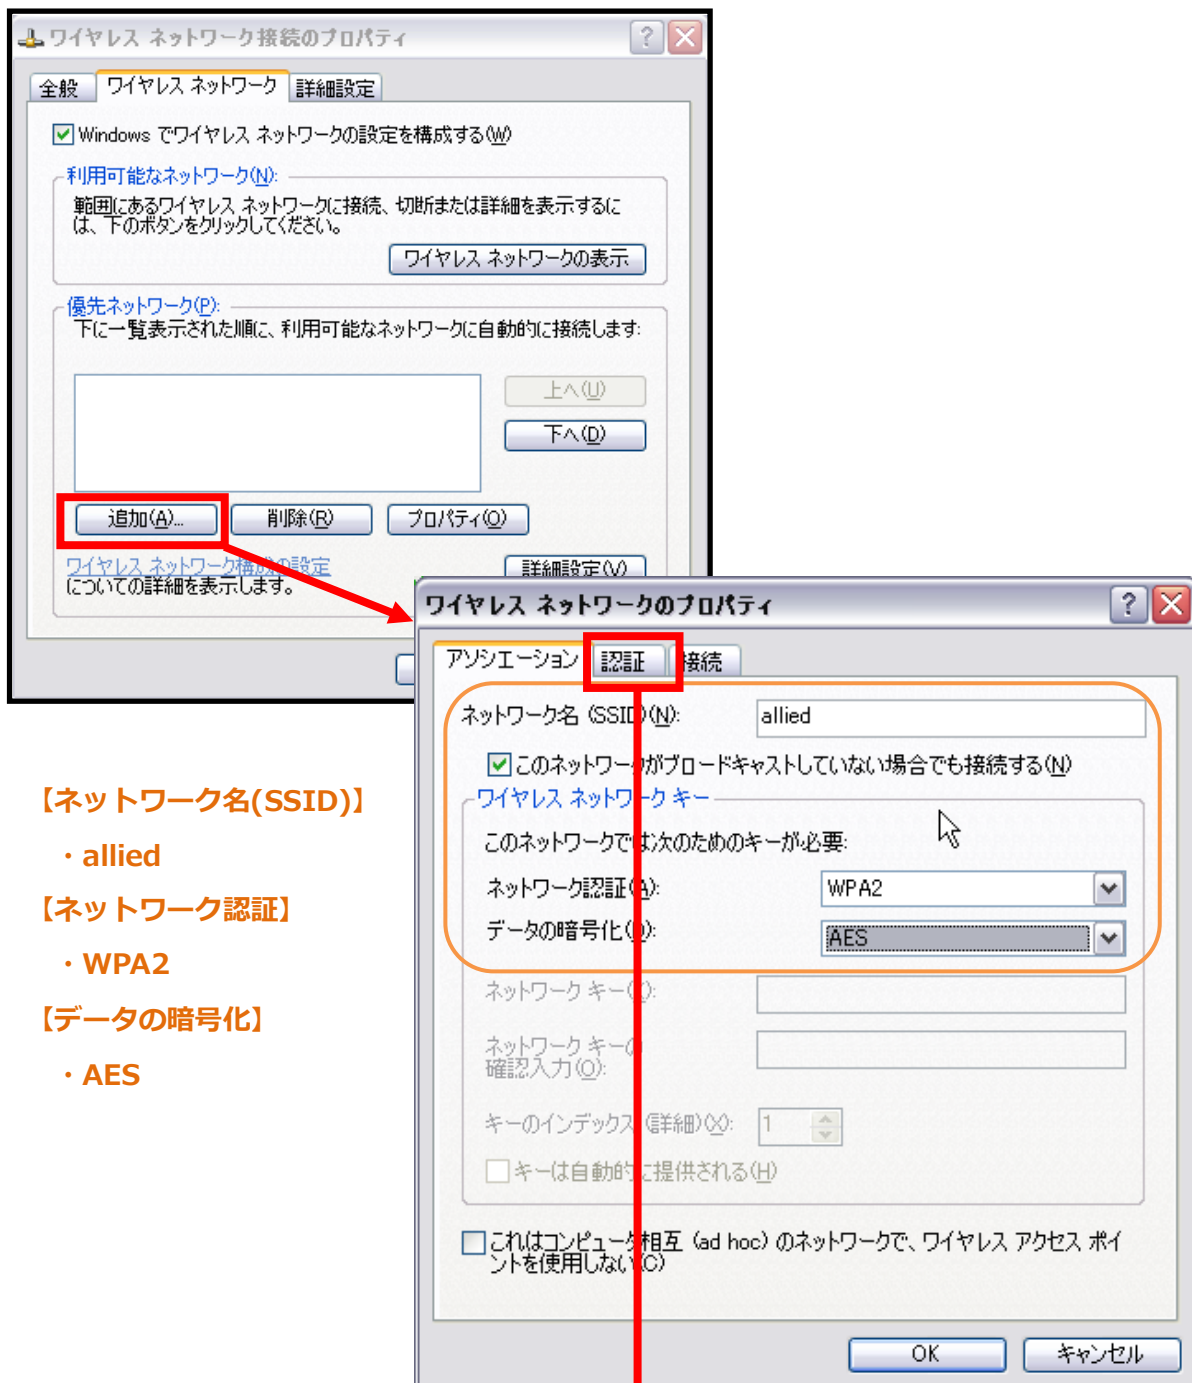 ワイヤレス ネットワーク接続のプロパティ
全般
ワイヤレス ネットワーク
詳細設定
Windows でワイヤレス ネットワークの設定を構成する(W)
利用可能なネットワーク(N):
範囲にあるワイヤレス ネットワークに接続、切断または詳細を表示するに
は、下のボタンをクリックしてください。
ワイヤレス ネットワークの表示
優先ネットワーク(P):
下に一覧表示された順に、利用可能なネットワークに自動的に接続します:
上へ(U)
下へ(D)
追加(A)...
削除(R)
プロパティ(O)
ワイヤレス ネットワーク構成の設定
についての詳細を表示します。
詳細設定(V)
ワイヤレス ネットワークのプロパティ
アソシエーション
認証
接続
ネットワーク名 (SSID)(N):
allied
このネットワークがブロードキャストしていない場合でも接続する(N)
ワイヤレス ネットワーク キー
このネットワークでは次のためのキーが必要:
ネットワーク認証(A):
WPA2
データの暗号化(D):
AES
ネットワーク キー(K):
ネットワーク キーの
確認入力(O):
キーのインデックス (詳細)(X):
1
キーは自動的に提供される(H)
これはコンピュータ相互 (ad hoc) のネットワークで、ワイヤレス アクセス ポイ
ントを使用しない(C)
OK
キャンセル
【ネットワーク名(SSID)】
・allied
【ネットワーク認証】
・WPA2
【データの暗号化】
・AES